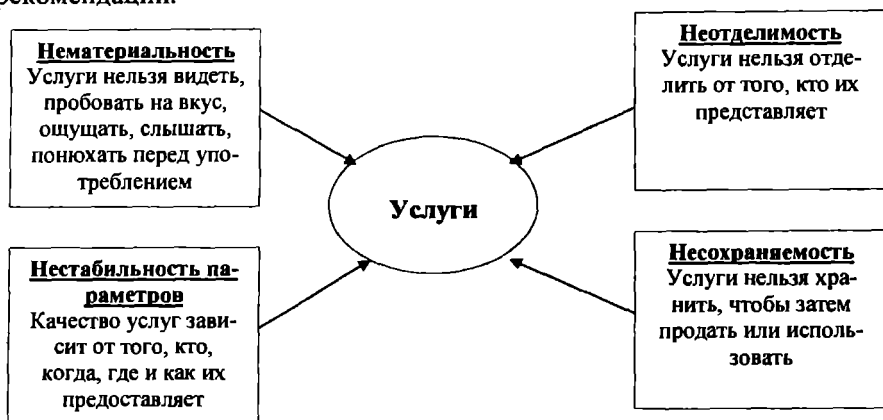 рекомендации.
Нематериальность
Услуги нельзя видеть,
пробовать на вкус,
ощущать, слышать,
понюхать перед упо-
треблением
Неотделимость
Услуги нельзя отде-
лить от того, кто их
представляет
Услуги
Нестабильность па-
раметров
Качество услуг зави-
сит от того, кто,
когда, где и как их
предоставляет
Несохраняемость
Услуги нельзя хра-
нить, чтобы затем
продать или исполь-
зовать